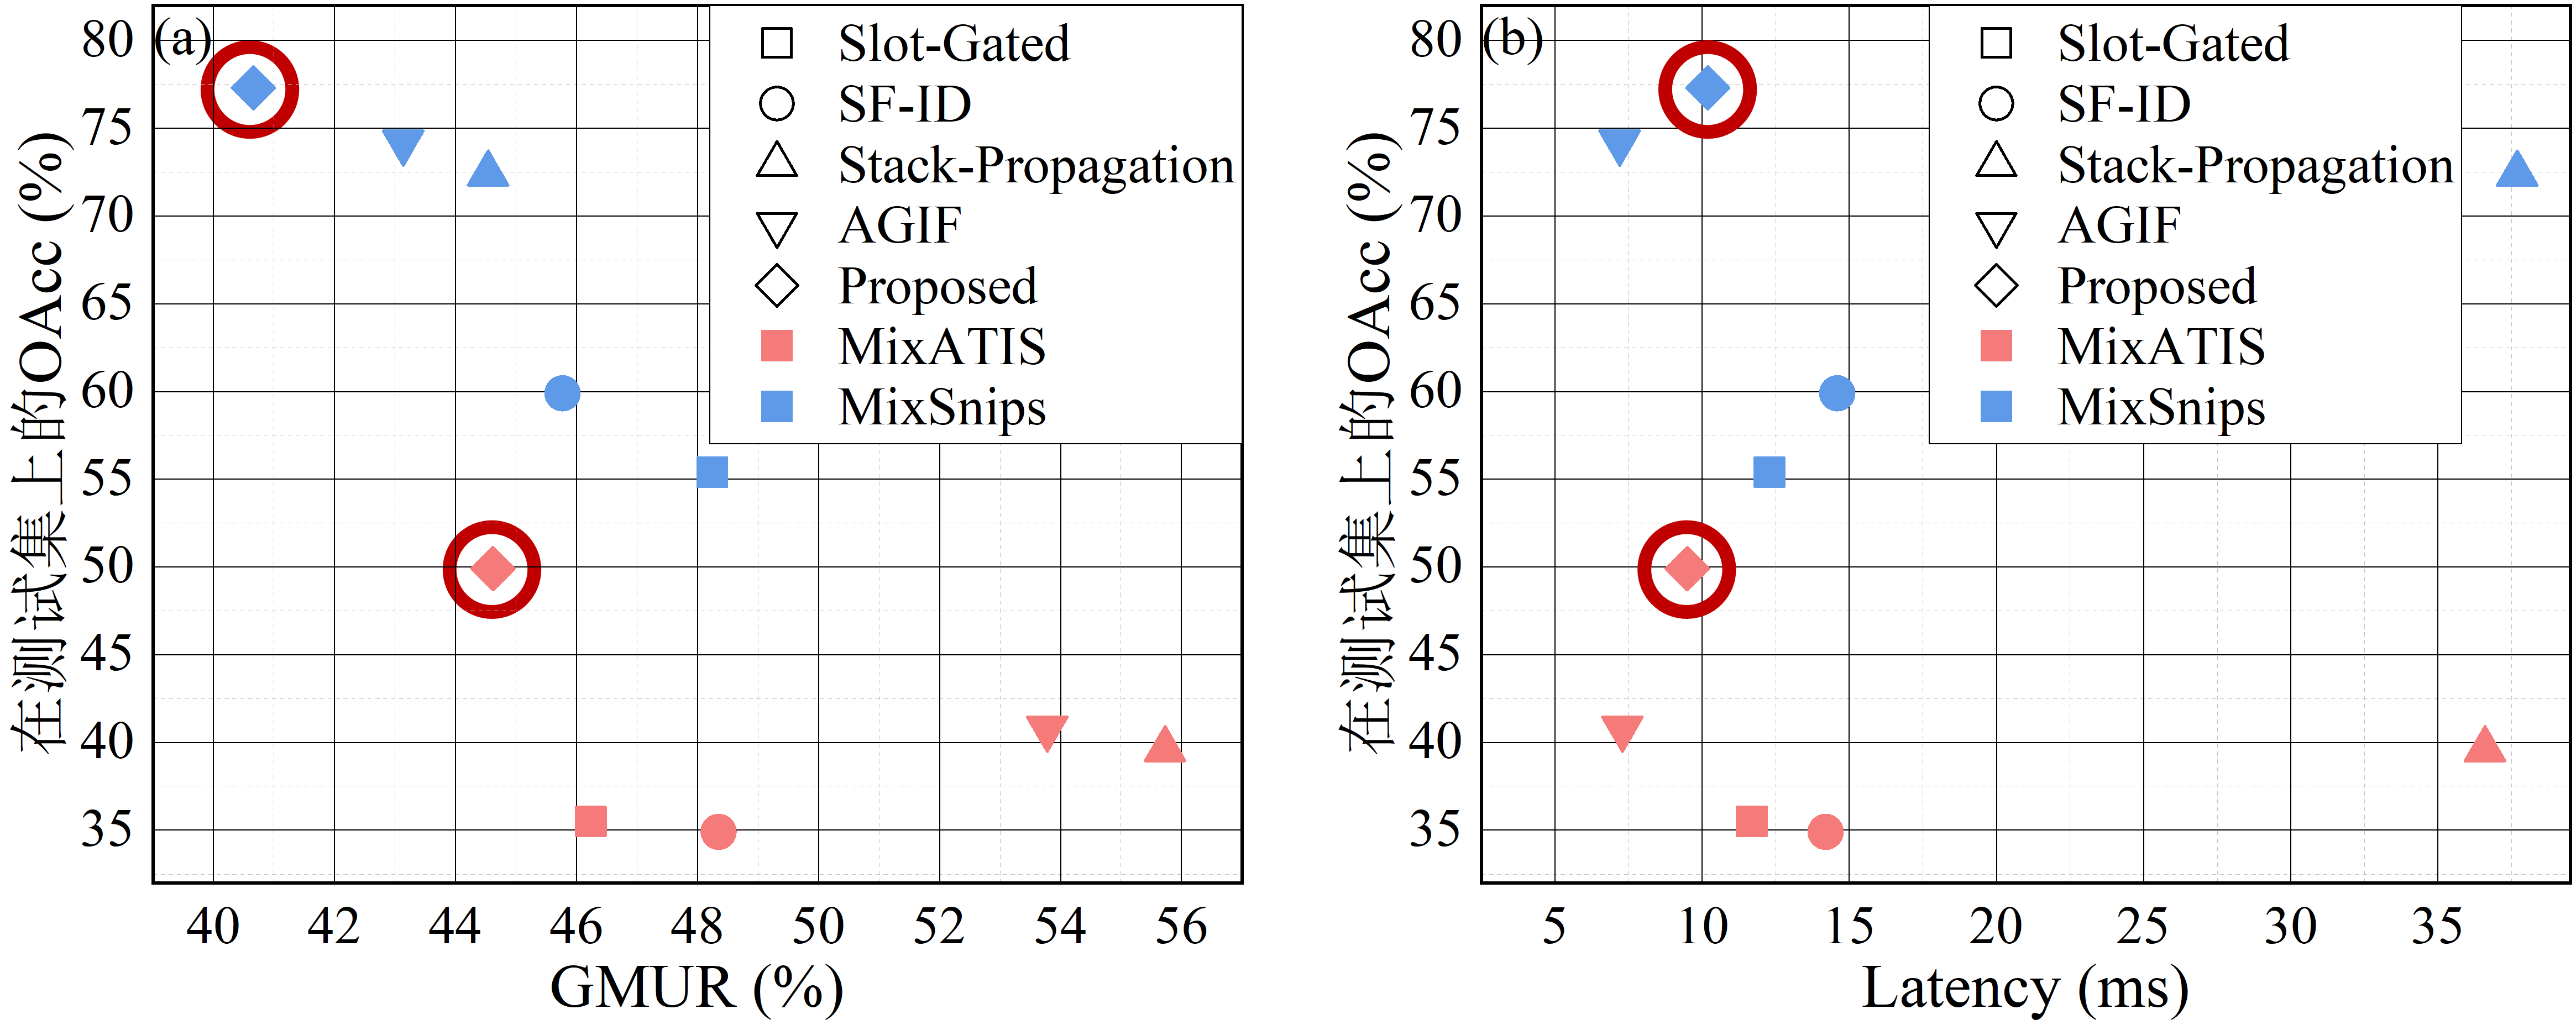 (a)
80
75
70
65
60
55
50
45
40
35
在测试集上的OAcc (%)
Slot-Gated
SF-ID
Stack-Propagation
AGIF
Proposed
MixATIS
MixSnips
40 42 44 46 48 50 52 54 56
GMUR (%)
(b)
80
75
70
65
60
55
50
45
40
35
在测试集上的OAcc (%)
Slot-Gated
SF-ID
Stack-Propagation
AGIF
Proposed
MixATIS
MixSnips
5 10 15 20 25 30 35
Latency (ms)